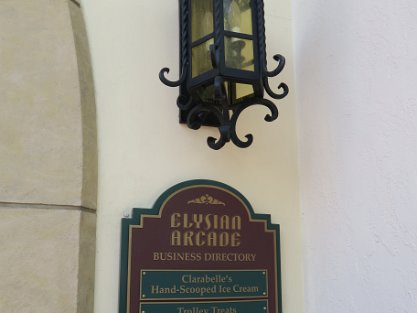 ELYSIAN
ARCADE
BUSINESS DIRECTORY
Clarabelle's
Hand-Scooped Ice Cream
Trolley Treats